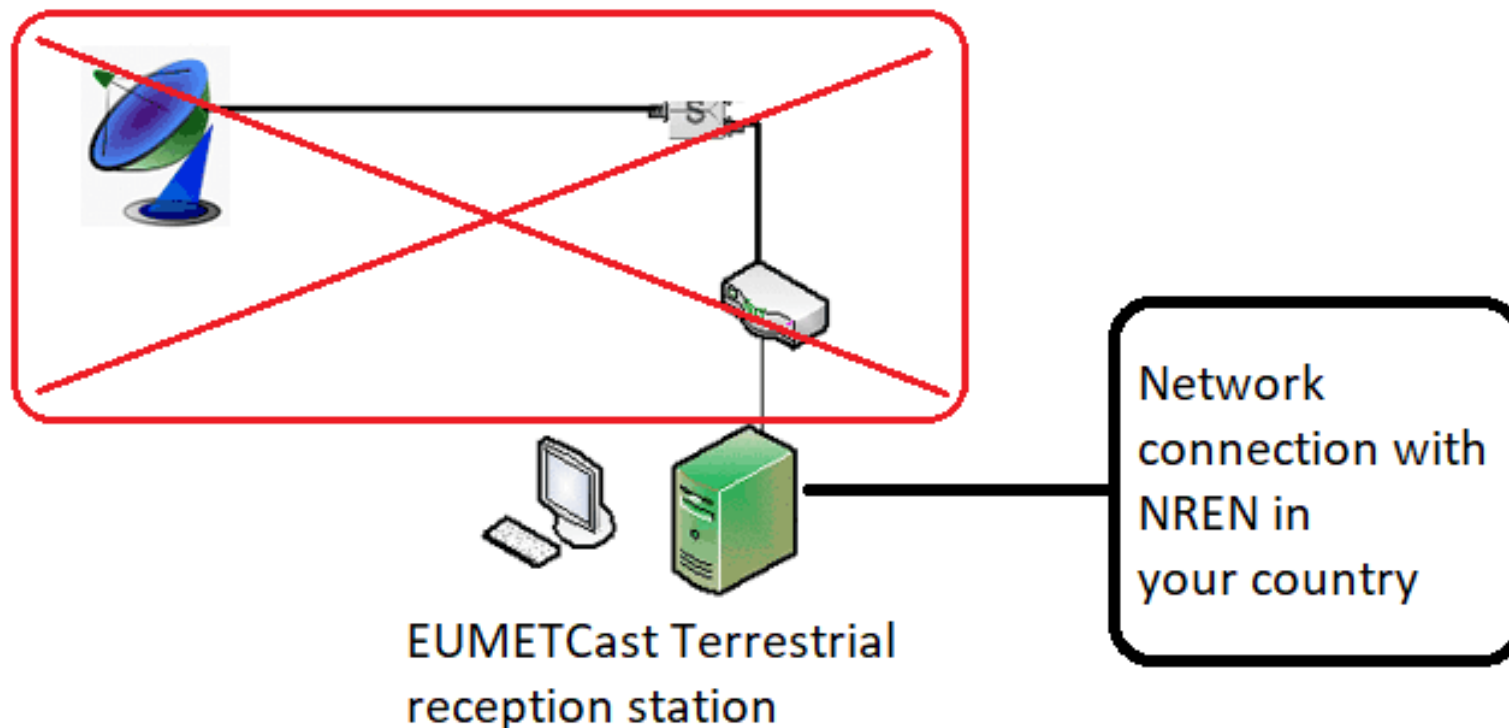 S
Network
connection with
NREN in
your country
EUMETCast Terrestrial
reception station